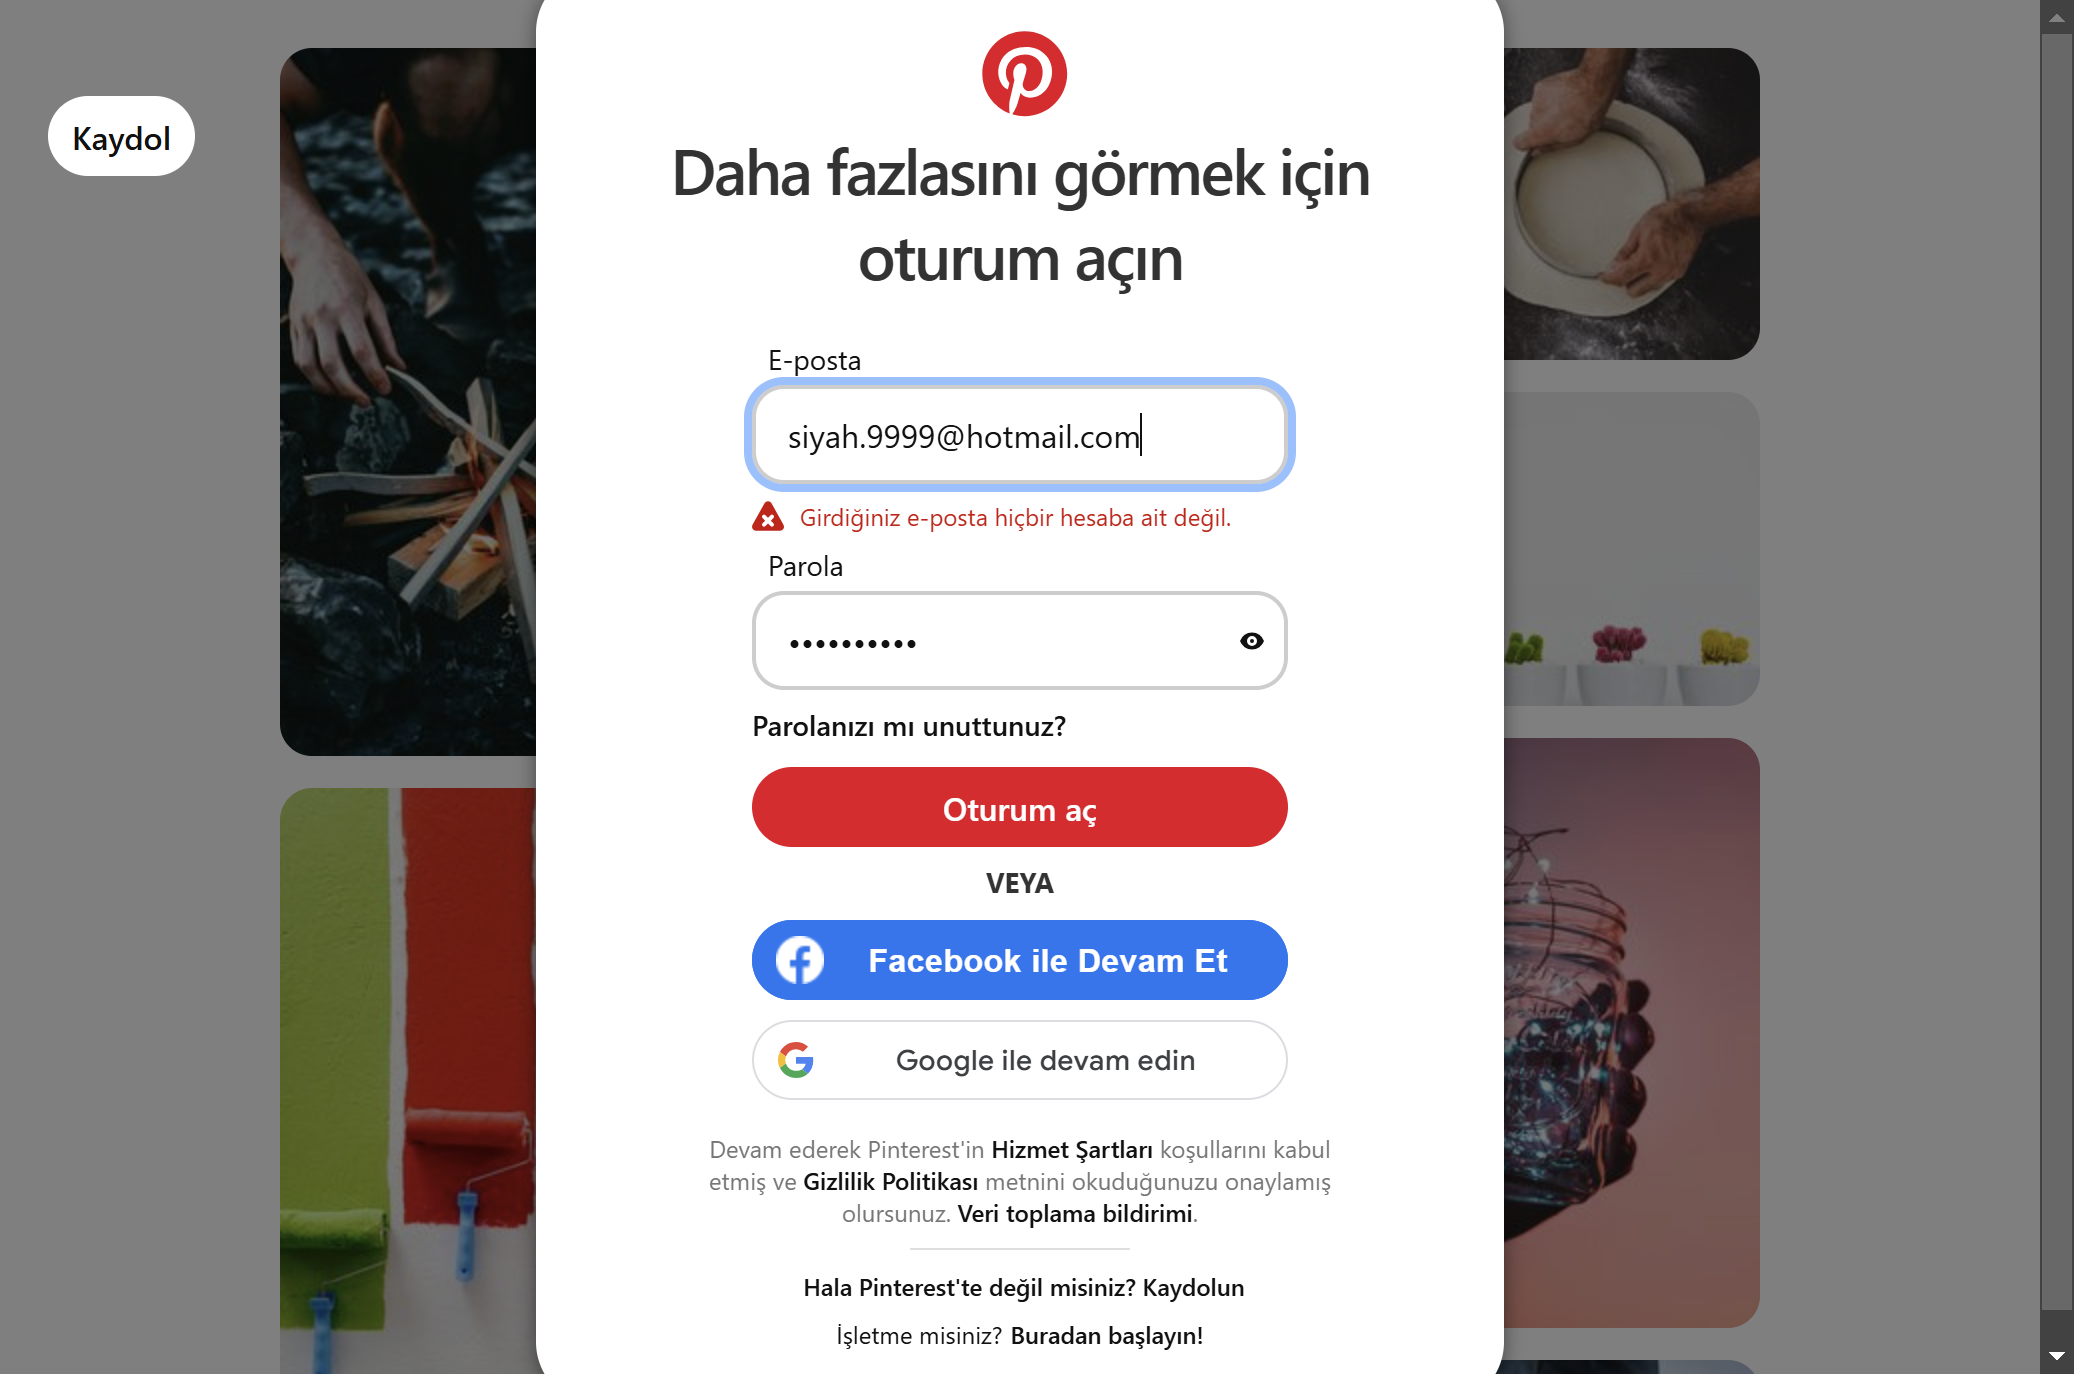 Kaydol
Daha fazlasını görmek için
oturum açın
E-posta
siyah.9999@hotmail.com
Girdiğiniz e-posta hiçbir hesaba ait değil.
Parola
••••••••••
Parolanızı mı unuttunuz?
Oturum aç
VEYA
Facebook ile Devam Et
Google ile devam edin
Devam ederek Pinterest'in Hizmet Şartları koşullarını kabul
etmiş ve Gizlilik Politikası metnini okuduğunuzu onaylamış
olursunuz. Veri toplama bildirimi.
Hala Pinterest'te değil misiniz? Kaydolun
İşletme misiniz? Buradan başlayın!